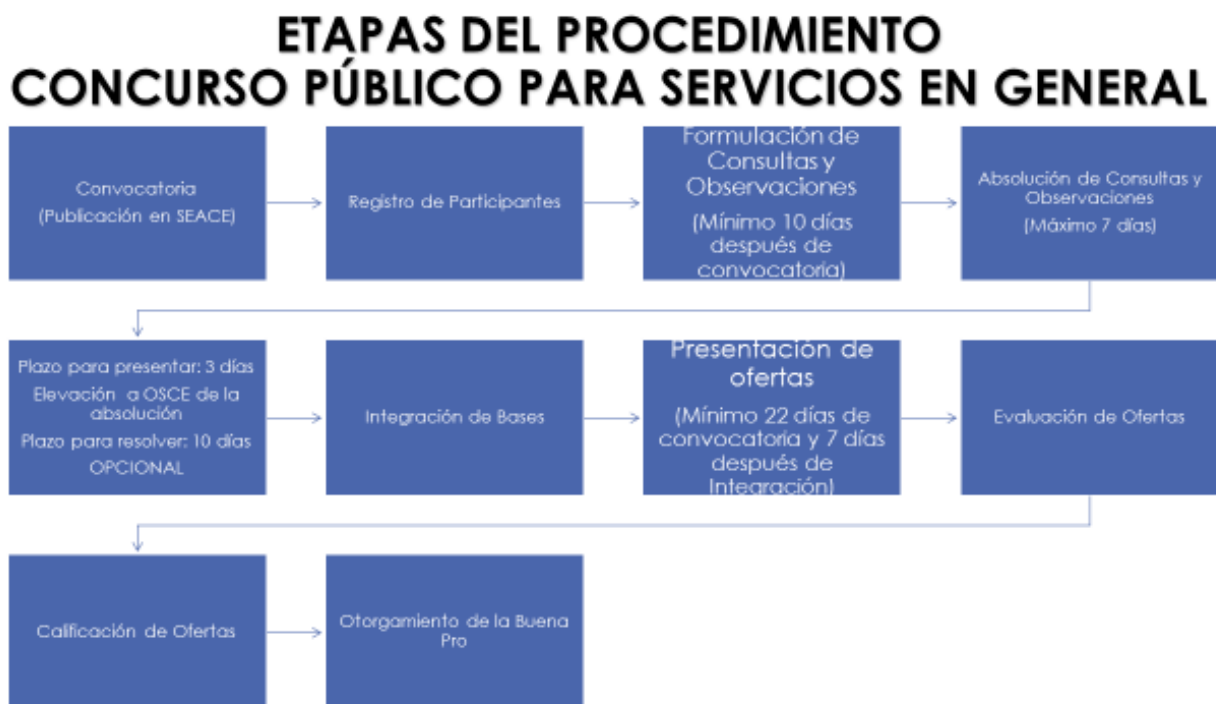 ETAPAS DEL PROCEDIMIENTO
CONCURSO PÚBLICO PARA SERVICIOS EN GENERAL
Convocatoria
(Publicación en SEACE)
Registro de Participantes
Formulación de
Consultas y
Observaciones
(Mínimo 10 días
después de
convocatoria)
Absolución de Consultas y
Observaciones
(Máximo 7 días)
Plazo para presentar: 3 días
Elevación a OSCE de la
absolución
Plazo para resolver: 10 días
OPCIONAL
Integración de Bases
Presentación de
ofertas
(Mínimo 22 días de
convocatoria y 7 días
después de
Integración)
Evaluación de Ofertas
Calificación de Ofertas
Otorgamiento de la Buena
Pro